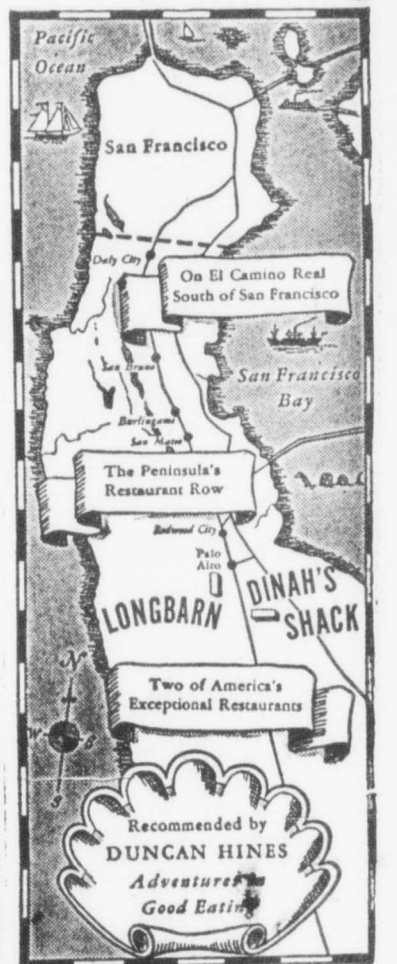 Pacific
Ocean
San Francisco
Daly City
On El Camino Real
South of San Francisco
San Bruno
San Francisco
Bay
Burlingame
San Mateo
The Peninsula's
Restaurant Row
Redwood City
Palo
Alto
LONGBARN
DINAH'S
SHACK
Two of America's
Exceptional Restaurants
N
W
E
S
Recommended by
DUNCAN HINES
Adventures in
Good Eating